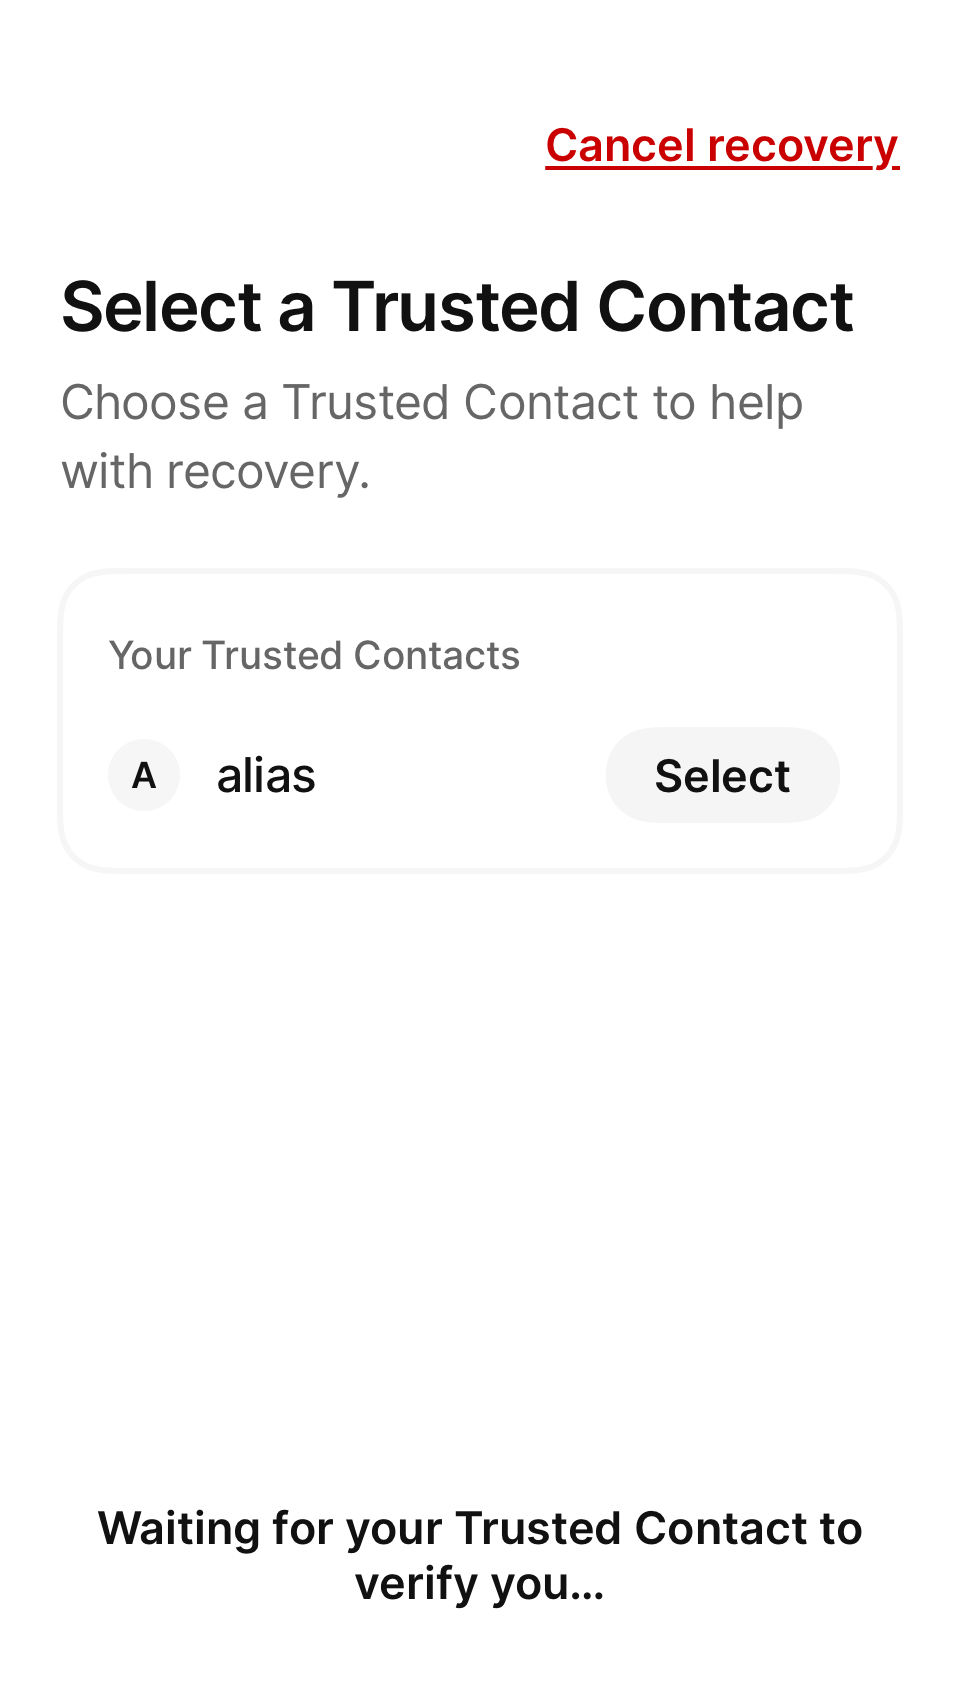 Cancel recovery
Select a Trusted Contact
Choose a Trusted Contact to help
with recovery.
Your Trusted Contacts
A alias Select
Waiting for your Trusted Contact to
verify you...